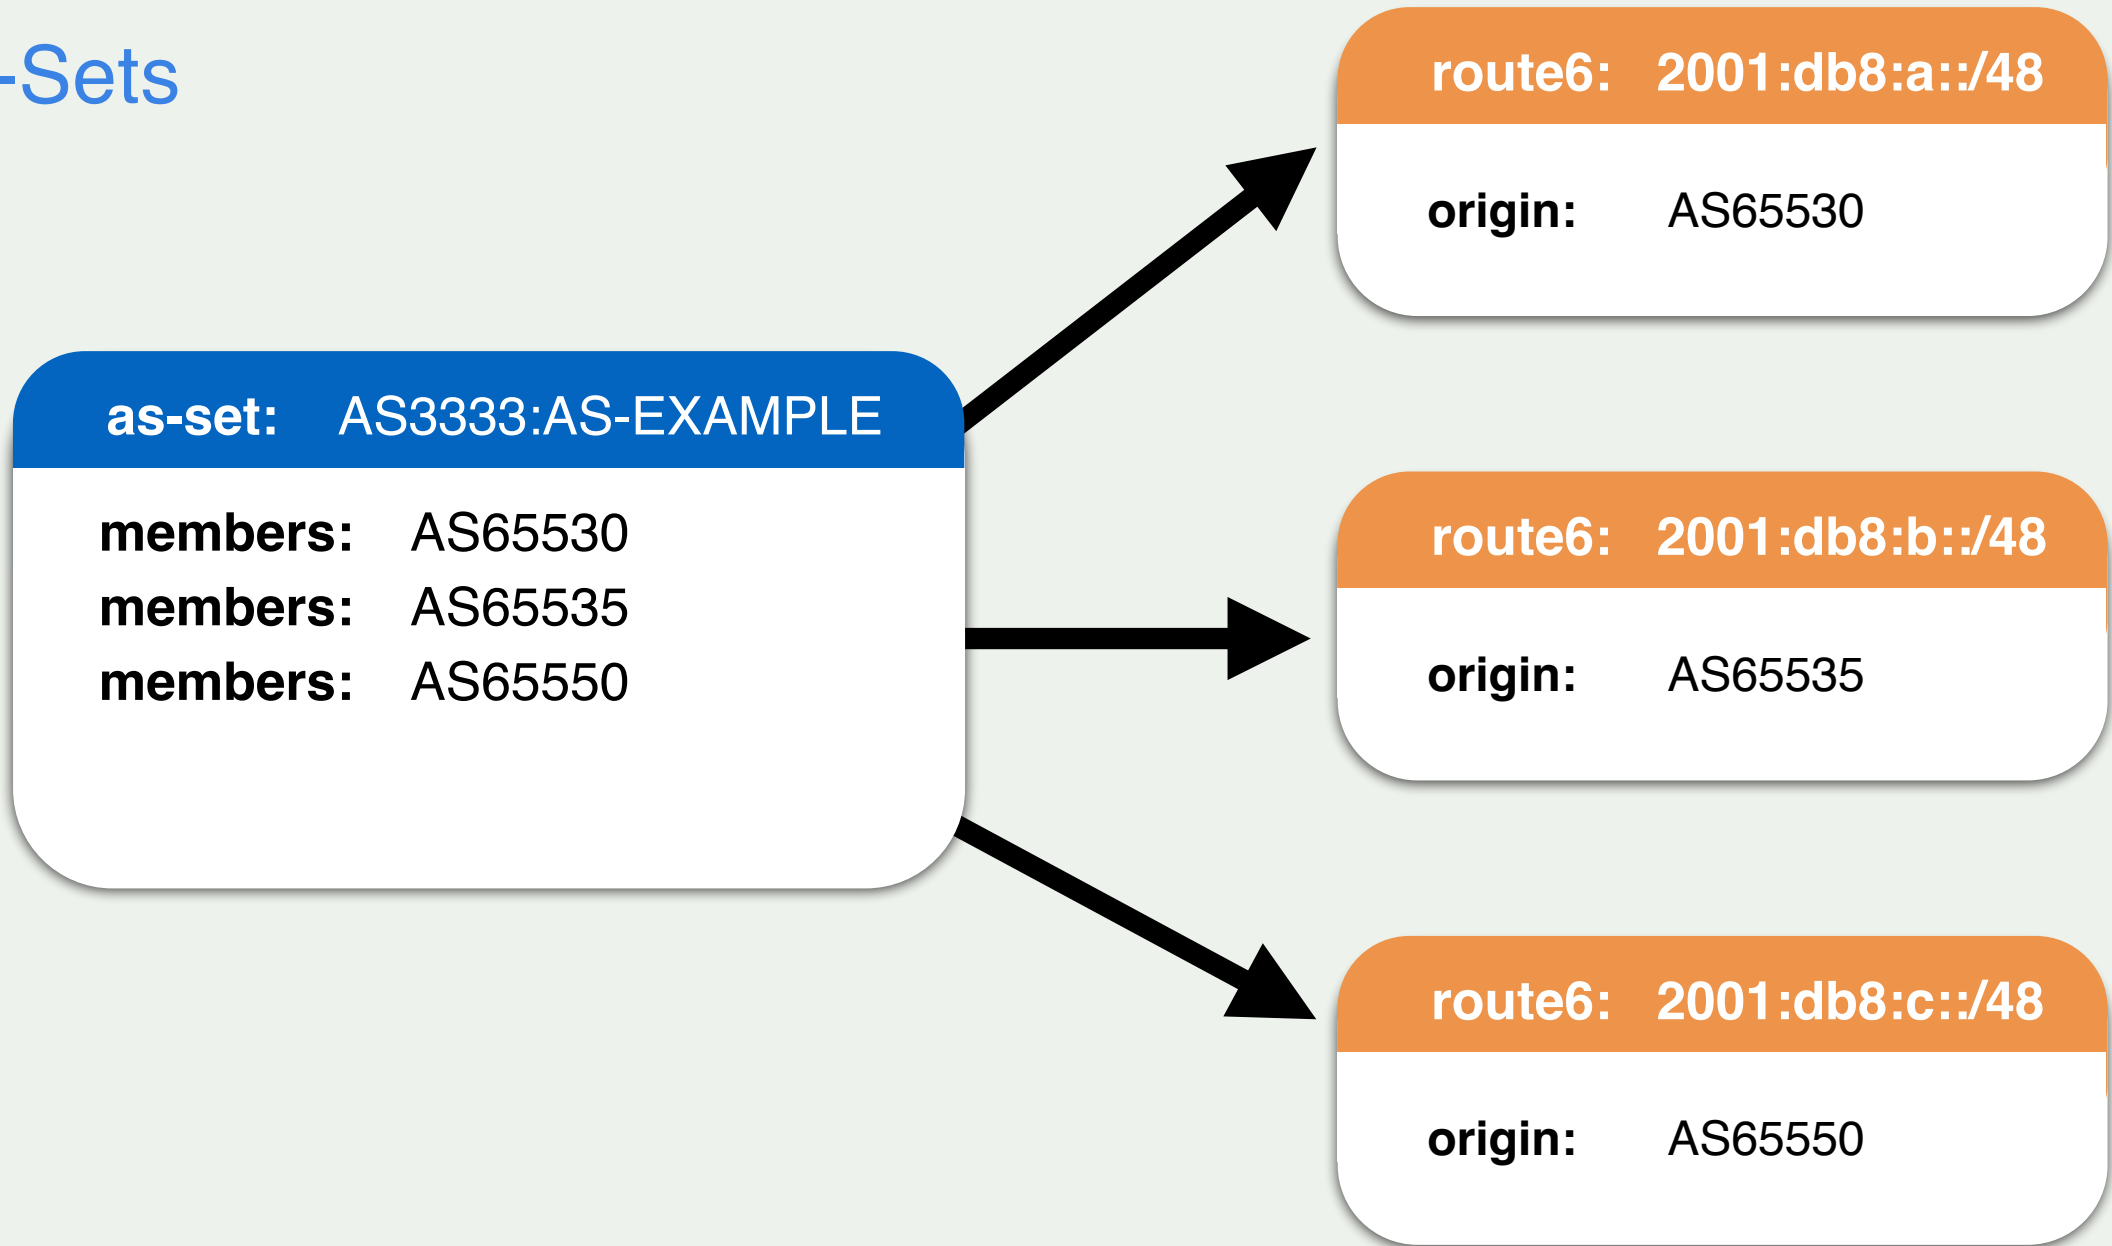 -Sets
as-set: AS3333:AS-EXAMPLE
members: AS65530
members: AS65535
members: AS65550
route6: 2001:db8:a::/48
origin: AS65530
route6: 2001:db8:b::/48
origin: AS65535
route6: 2001:db8:c::/48
origin: AS65550